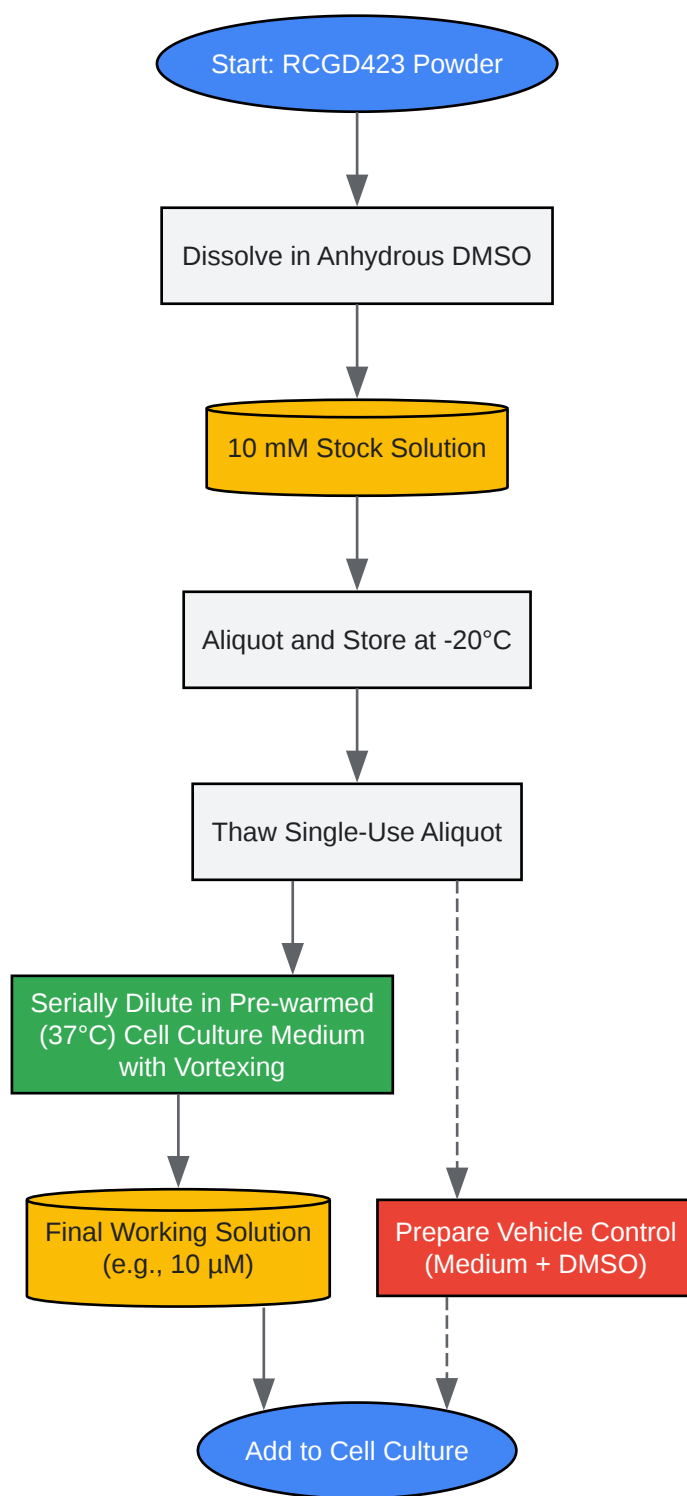 Start: RCGD423 Powder
Dissolve in Anhydrous DMSO
10 mM Stock Solution
Aliquot and Store at -20°C
Thaw Single-Use Aliquot
Serially Dilute in Pre-warmed
(37°C) Cell Culture Medium
with Vortexing
Final Working Solution
(e.g., 10 µM)
Prepare Vehicle Control
(Medium + DMSO)
Add to Cell Culture